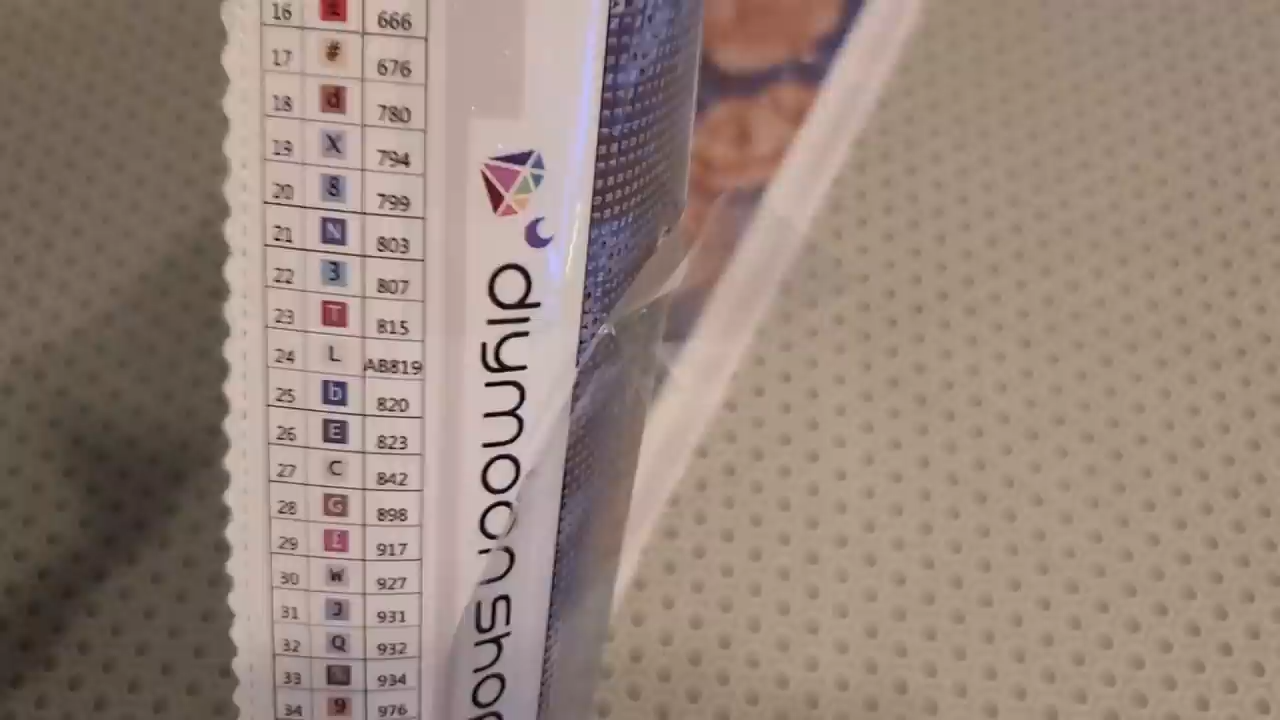 16 666
17 # 676
18 d 780
19 X 794
20 8 799
21 N 803
22 3 807
23 T 815
24 L AB819
25 b 820
26 E 823
27 C 842
28 G 898
29 917
30 W 927
31 J 931
32 Q 932
33 934
34 9 976
diymoonshop